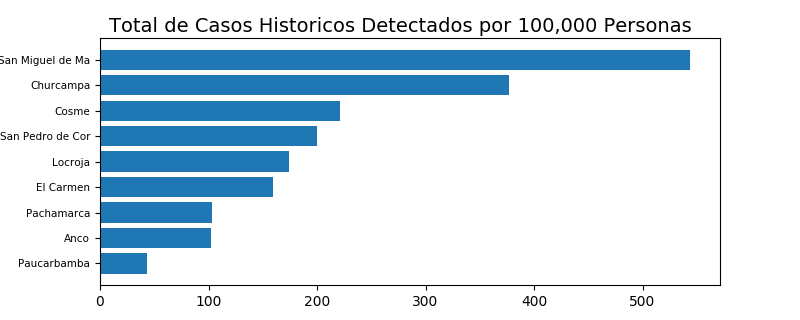 Total de Casos Historicos Detectados por 100,000 Personas
San Miguel de Ma
Churcampa
Cosme
San Pedro de Cor
Locroja
El Carmen
Pachamarca
Anco
Paucarbamba
0 100 200 300 400 500